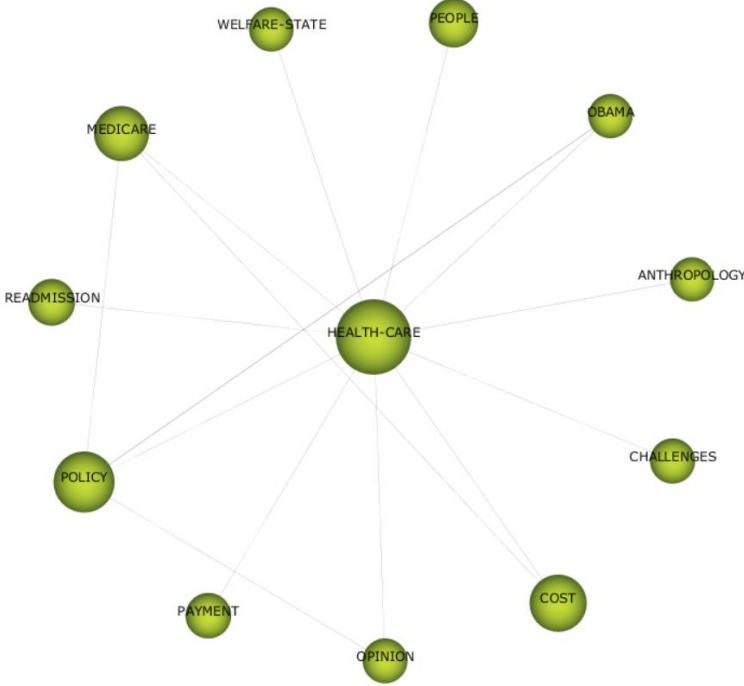 WELFARE-STATE
PEOPLE
OBAMA
MEDICARE
ANTHROPOLOGY
READMISSION
HEALTH-CARE
CHALLENGES
POLICY
COST
PAYMENT
OPINION